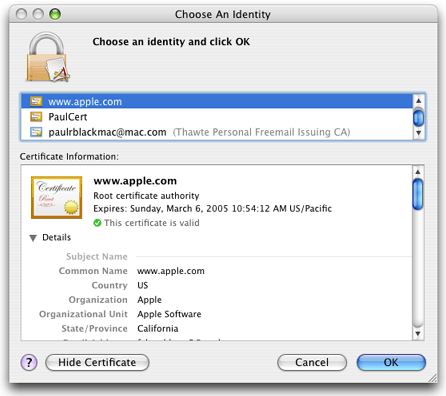 Choose An Identity
Choose an identity and click OK
www.apple.com
PaulCert
paulrblackmac@mac.com (Thawte Personal Freemail Issuing CA)
Certificate Information:
Certificate
Root
www.apple.com
Root certificate authority
Expires: Sunday, March 6, 2005 10:54:12 AM US/Pacific
This certificate is valid
Details
Subject Name
Common Name www.apple.com
Country US
Organization Apple
Organizational Unit Apple Software
State/Province California
? Hide Certificate Cancel OK